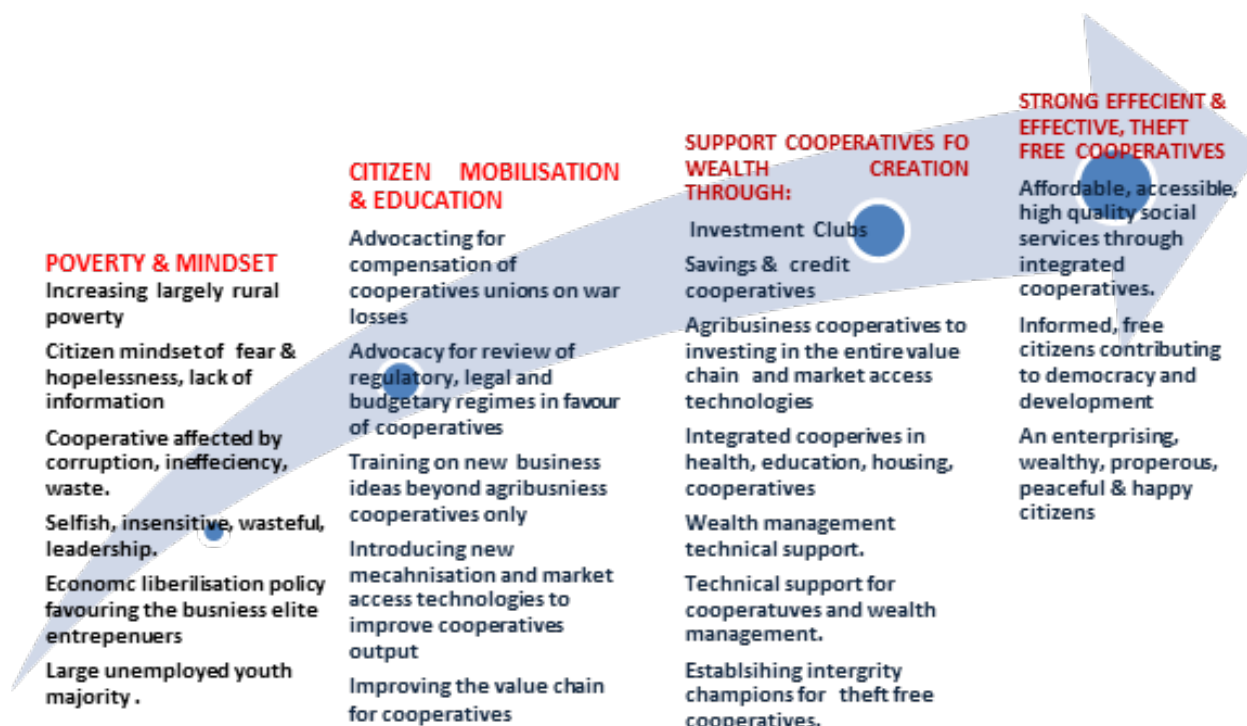 POVERTY & MINDSET
Increasing largely rural
poverty
Citizen mindset of fear &
hopelessness, lack of
information
Cooperative affected by
corruption, ineffeciency,
waste.
Selfish, insensitive, wasteful,
leadership.
Economc liberilisation policy
favouring the busniess elite
entrepenuers
Large unemployed youth
majority .
CITIZEN MOBILISATION
& EDUCATION
Advocacting for
compensation of
cooperatives unions on war
losses
Advocacy for review of
regulatory, legal and
budgetary regimes in favour
of cooperatives
Training on new business
ideas beyond agribusniess
cooperatives only
Introducing new
mecahnisation and market
access technologies to
improve cooperatives
output
Improving the value chain
for cooperatives
SUPPORT COOPERATIVES FO
WEALTH CREATION
THROUGH:
Investment Clubs
Savings & credit
cooperatives
Agribusiness cooperatives to
investing in the entire value
chain and market access
technologies
Integrated cooperives in
health, education, housing,
cooperatives
Wealth management
technical support.
Technical support for
cooperatuves and wealth
management.
Establsihing intergrity
champions for theft free
cooperatives.
STRONG EFFECIENT &
EFFECTIVE, THEFT
FREE COOPERATIVES
Affordable, accessible,
high quality social
services through
integrated
cooperatives.
Informed, free
citizens contributing
to democracy and
development
An enterprising,
wealthy, properous,
peaceful & happy
citizens